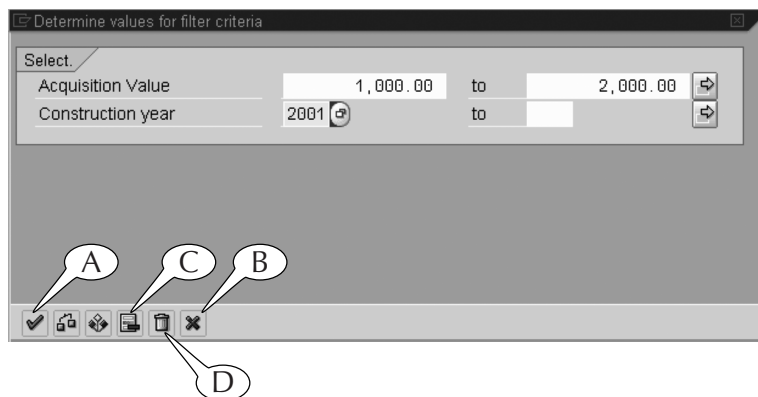 Determine values for filter criteria
Select.
Acquisition Value 1,000.00 to 2,000.00
Construction year 2001 to
A C B
D